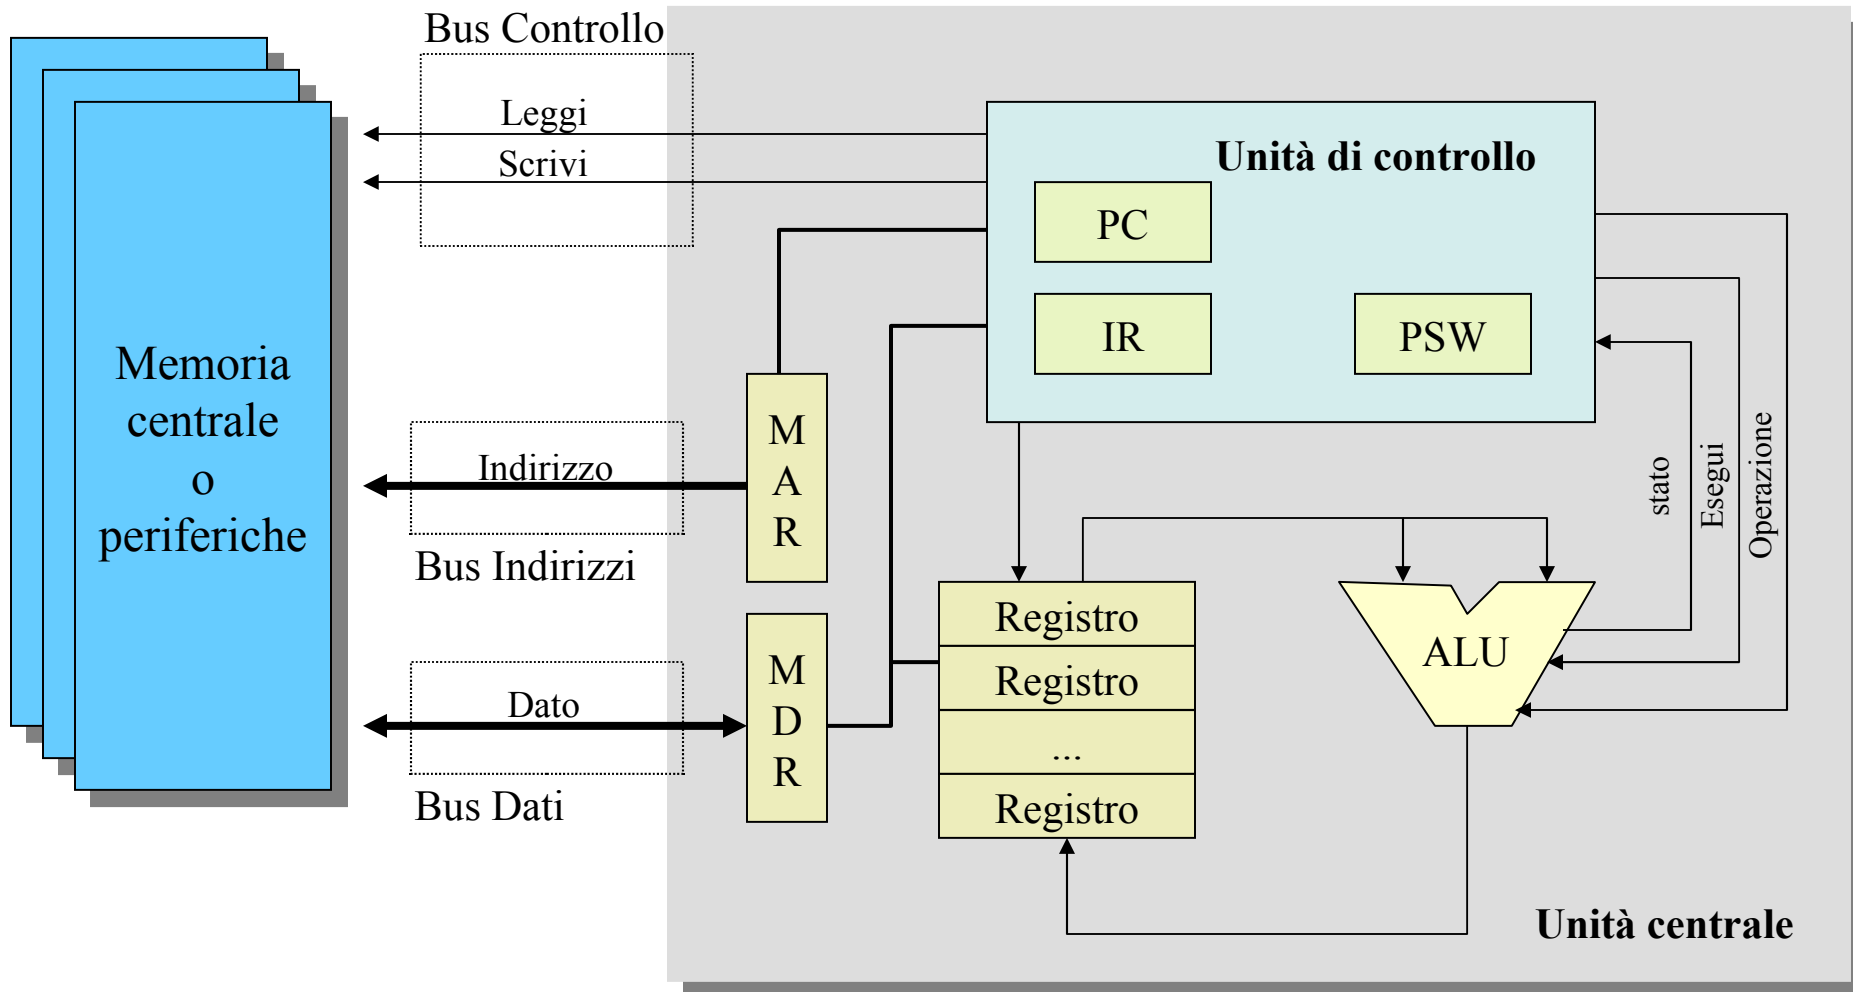 Bus Controllo
Leggi
Scrivi
Unità di controllo
PC
IR
PSW
Memoria
centrale
o
periferiche
Indirizzo
Bus Indirizzi
M
A
R
stato
Esegui
Operazione
Dato
Bus Dati
M
D
R
Registro
Registro
...
Registro
ALU
Unità centrale